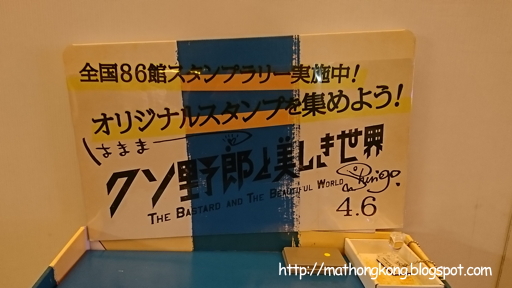 全国86館スタンプラリー実施中!
オリジナルスタンプを集めよう!
はままー
クソ野郎と美しき世界
THE BASTARD AND THE BEAUTIFUL WORLD
Shingo
4.6
http://mathongkong.blogspot.com